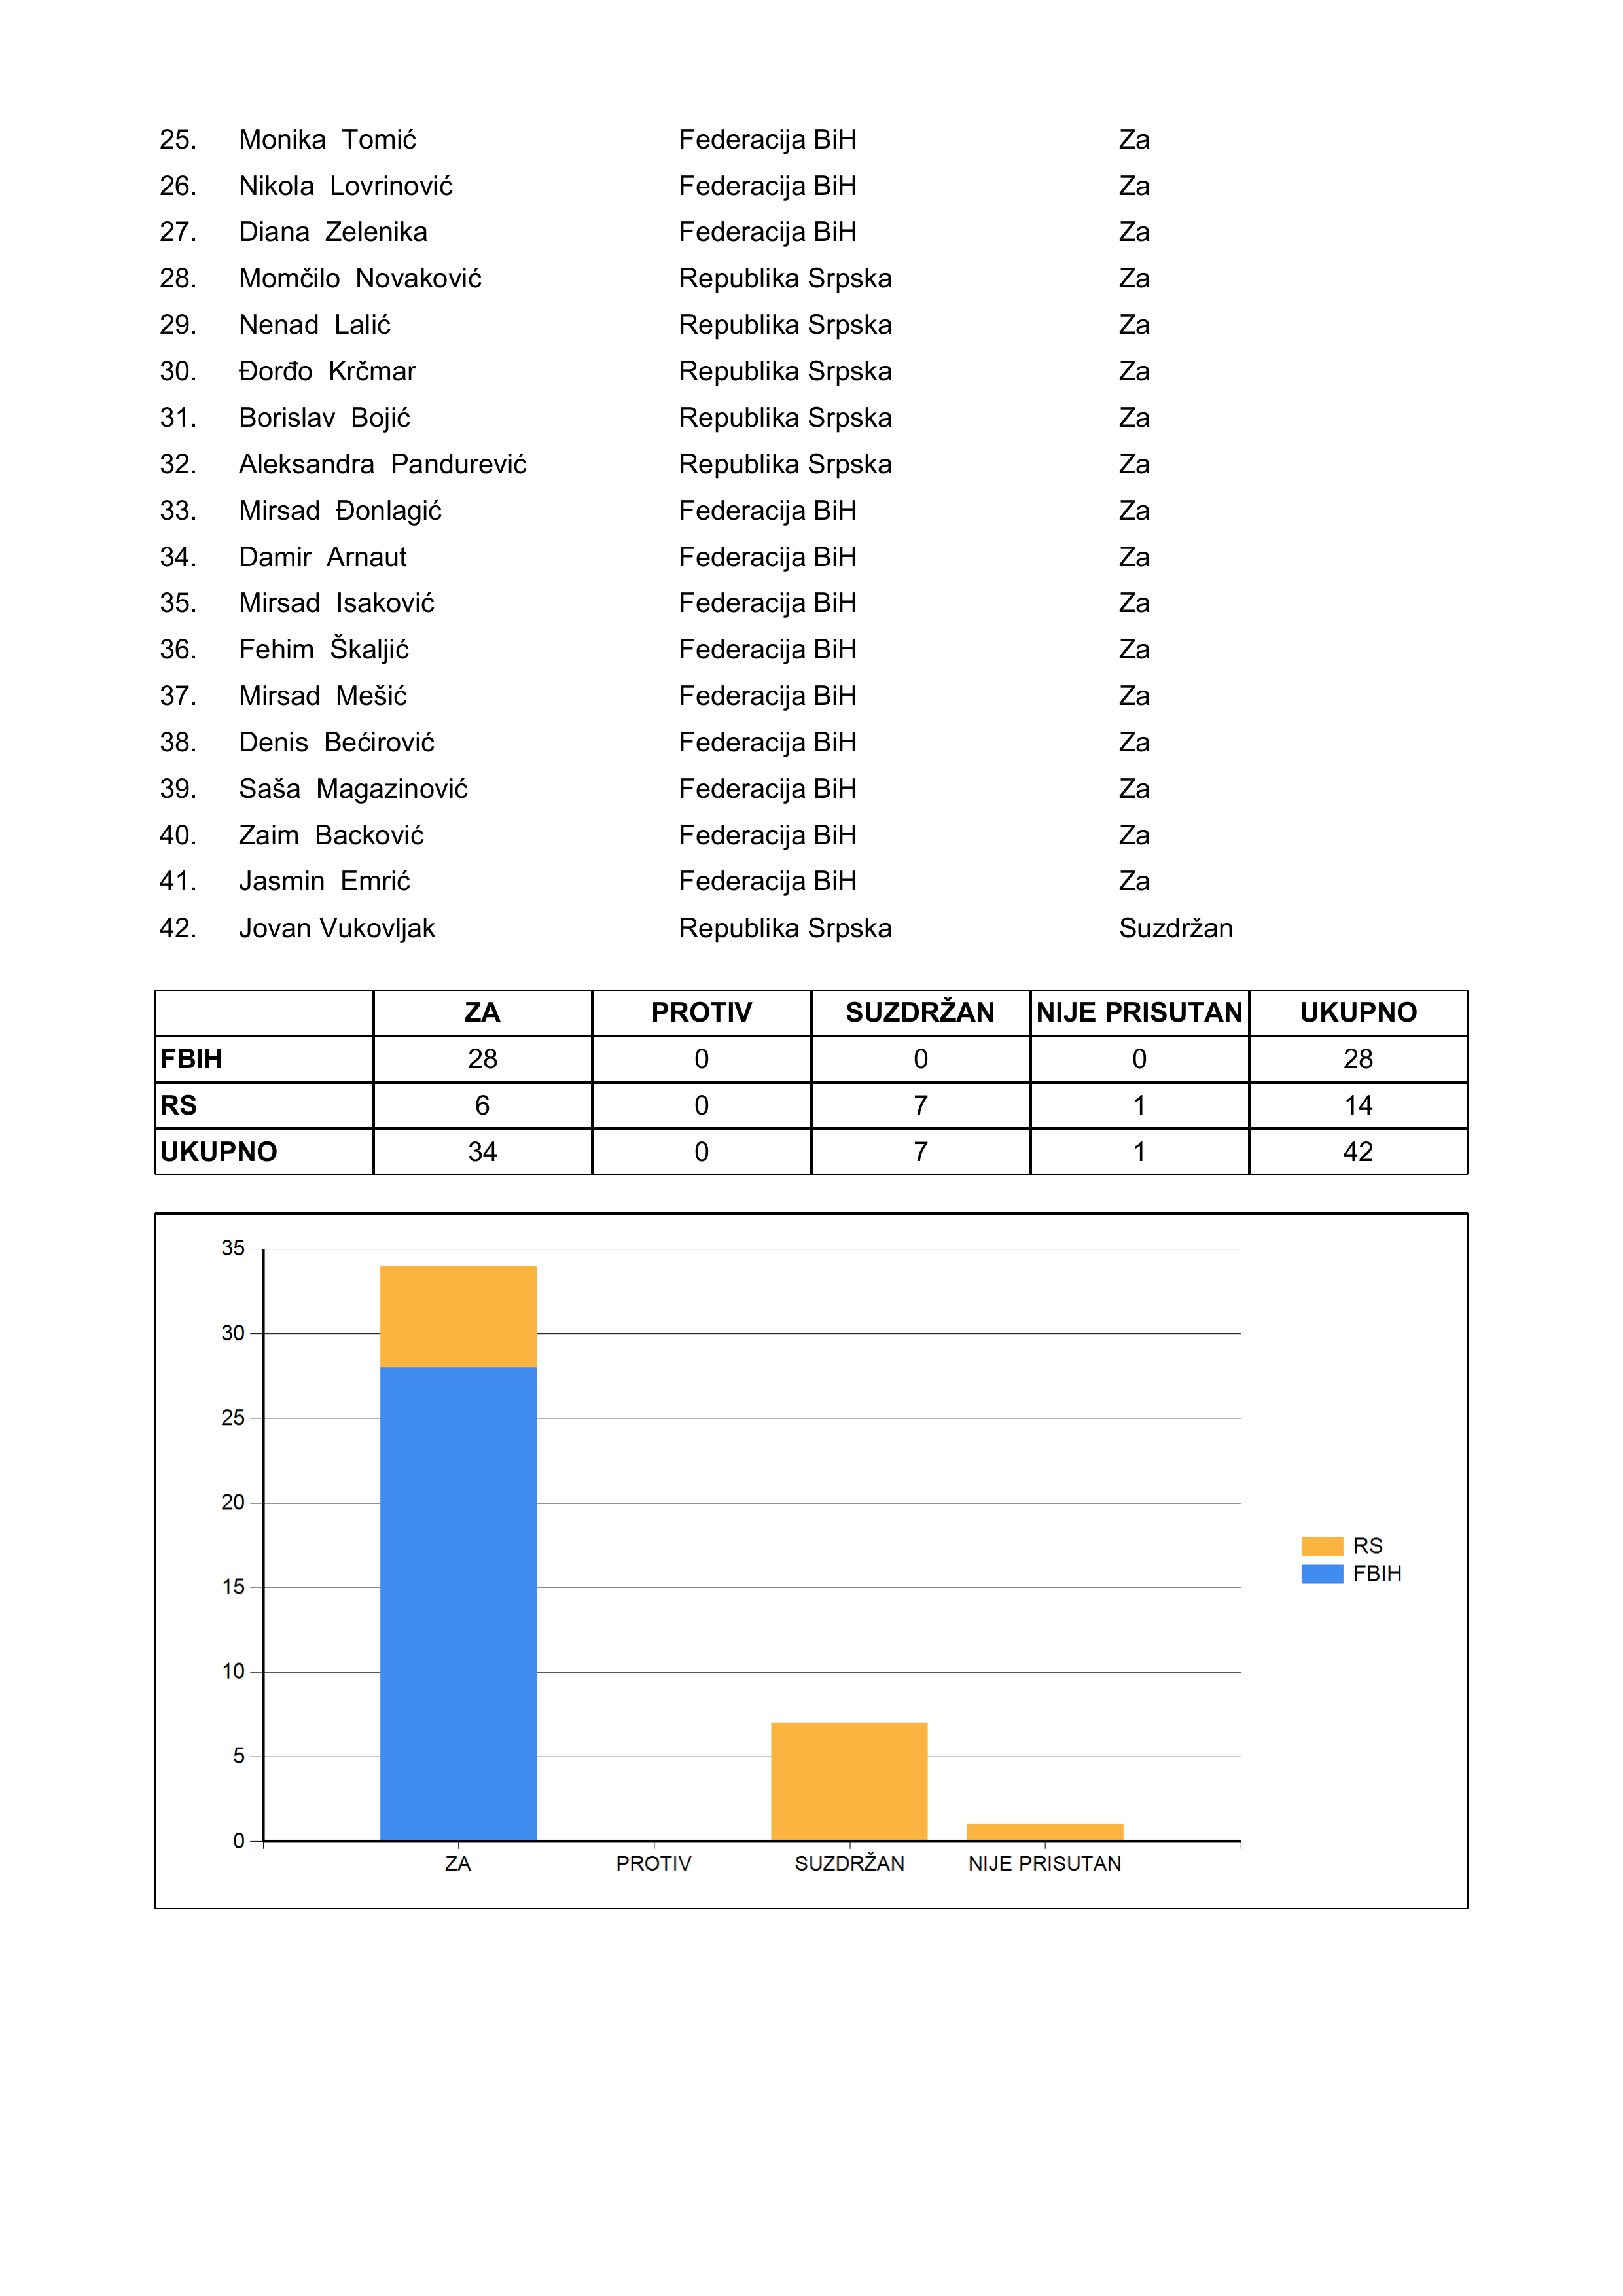 25. Monika Tomić Federacija BiH Za
26. Nikola Lovrinović Federacija BiH Za
27. Diana Zelenika Federacija BiH Za
28. Momčilo Novaković Republika Srpska Za
29. Nenad Lalić Republika Srpska Za
30. Đorđo Krčmar Republika Srpska Za
31. Borislav Bojić Republika Srpska Za
32. Aleksandra Pandurević Republika Srpska Za
33. Mirsad Đonlagić Federacija BiH Za
34. Damir Arnaut Federacija BiH Za
35. Mirsad Isaković Federacija BiH Za
36. Fehim Škaljić Federacija BiH Za
37. Mirsad Mešić Federacija BiH Za
38. Denis Bećirović Federacija BiH Za
39. Saša Magazinović Federacija BiH Za
40. Zaim Backović Federacija BiH Za
41. Jasmin Emrić Federacija BiH Za
42. Jovan Vukovljak Republika Srpska Suzdržan
ZA PROTIV SUZDRŽAN NIJE PRISUTAN UKUPNO
FBIH 28 0 0 0 28
RS 6 0 7 1 14
UKUPNO 34 0 7 1 42
35
30
25
20
15
10
5
0
ZA PROTIV SUZDRŽAN NIJE PRISUTAN
RS
FBIH